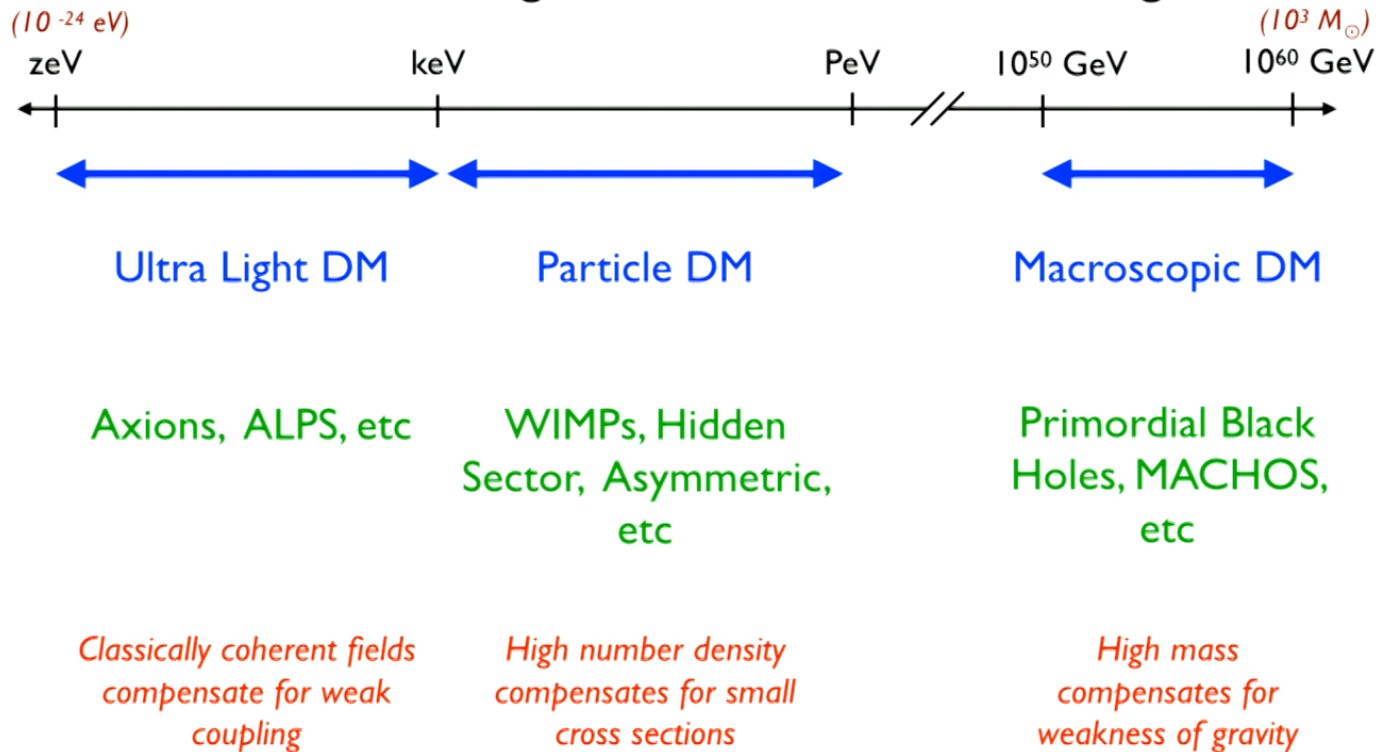 (10 -24 eV)
(10³ M☉)
zeV
keV
PeV
10⁵⁰ GeV
10⁶⁰ GeV
Ultra Light DM
Particle DM
Macroscopic DM
Axions, ALPS, etc
WIMPs, Hidden
Sector, Asymmetric,
etc
Primordial Black
Holes, MACHOS,
etc
Classically coherent fields
compensate for weak
coupling
High number density
compensates for small
cross sections
High mass
compensates for
weakness of gravity